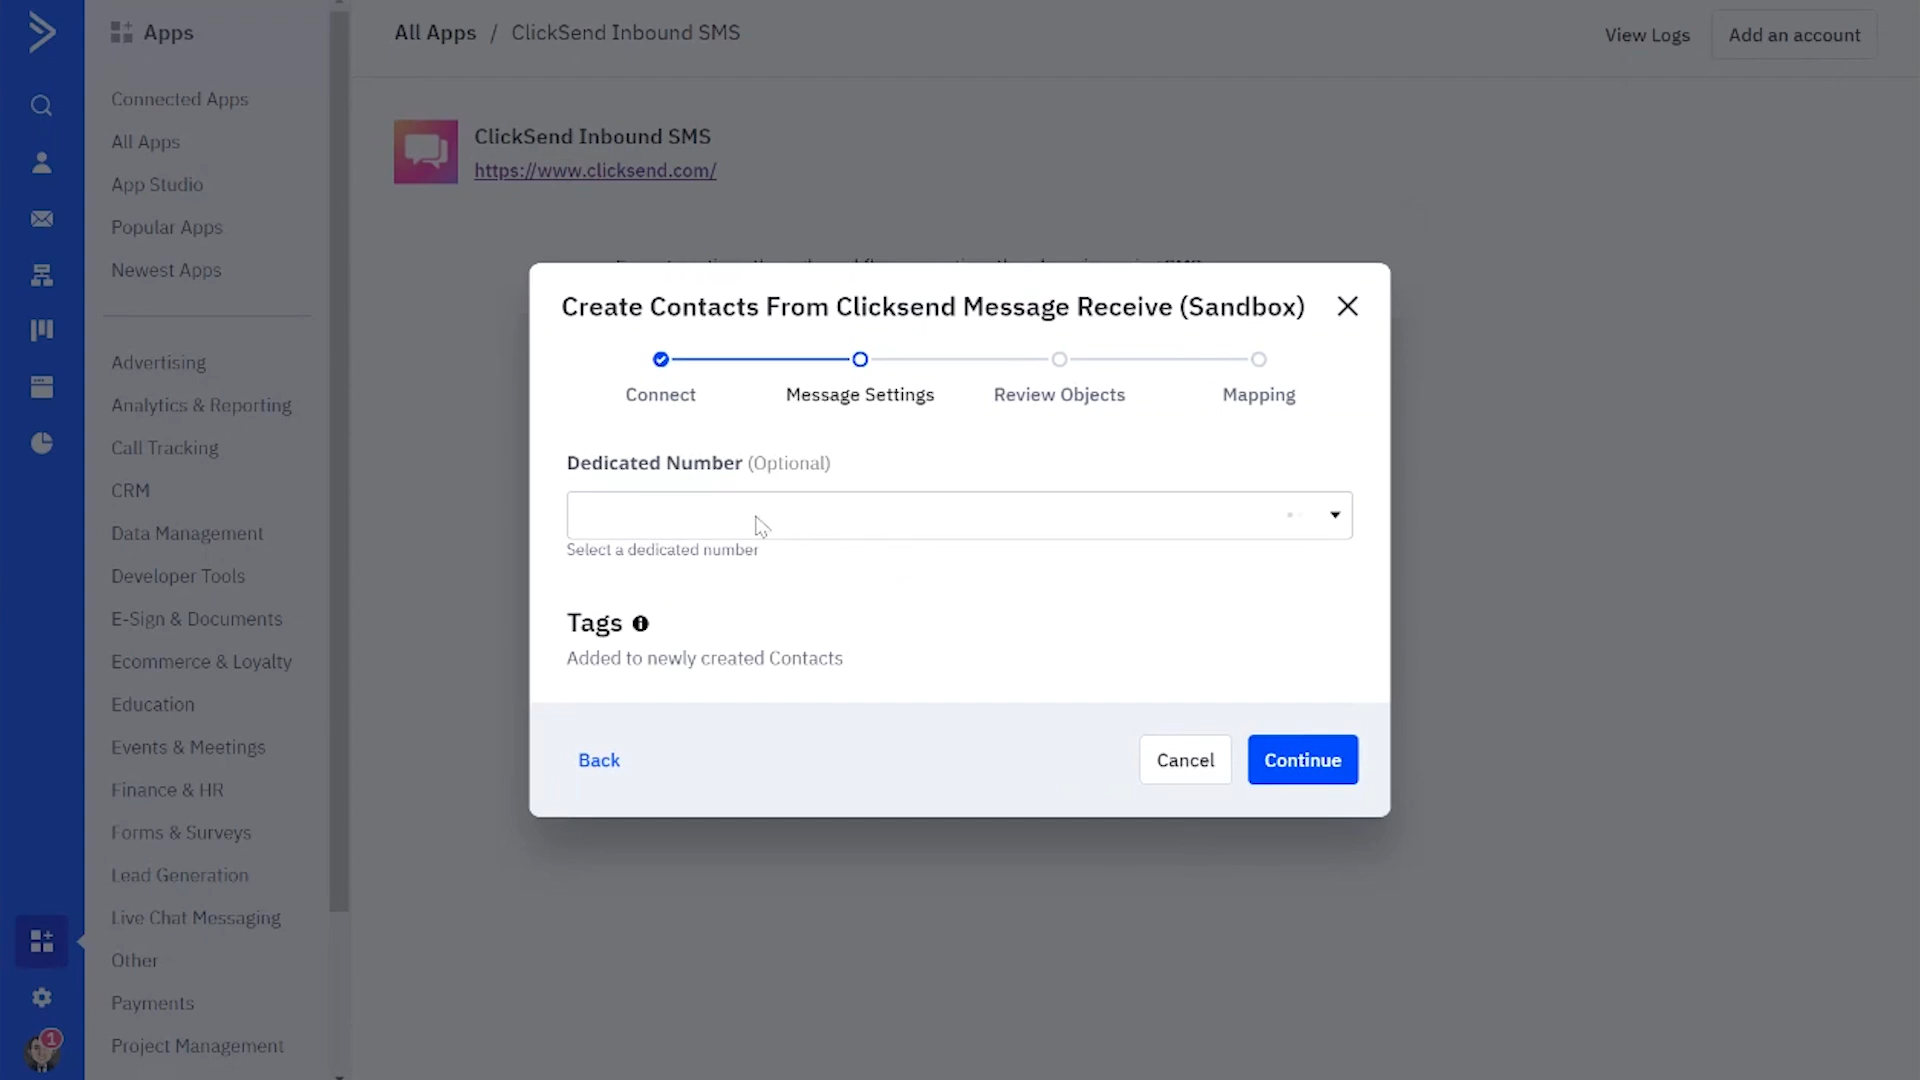 Apps
Connected Apps
All Apps
App Studio
Popular Apps
Newest Apps
Advertising
Analytics & Reporting
Call Tracking
CRM
Data Management
Developer Tools
E-Sign & Documents
Ecommerce & Loyalty
Education
Events & Meetings
Finance & HR
Forms & Surveys
Lead Generation
Live Chat Messaging
Other
Payments
Project Management
1
All Apps / ClickSend Inbound SMS
View Logs
Add an account
ClickSend Inbound SMS
https://www.clicksend.com/
Create Contacts From Clicksend Message Receive (Sandbox)
Connect
Message Settings
Review Objects
Mapping
Dedicated Number (Optional)
Select a dedicated number
Tags
Added to newly created Contacts
Back
Cancel
Continue